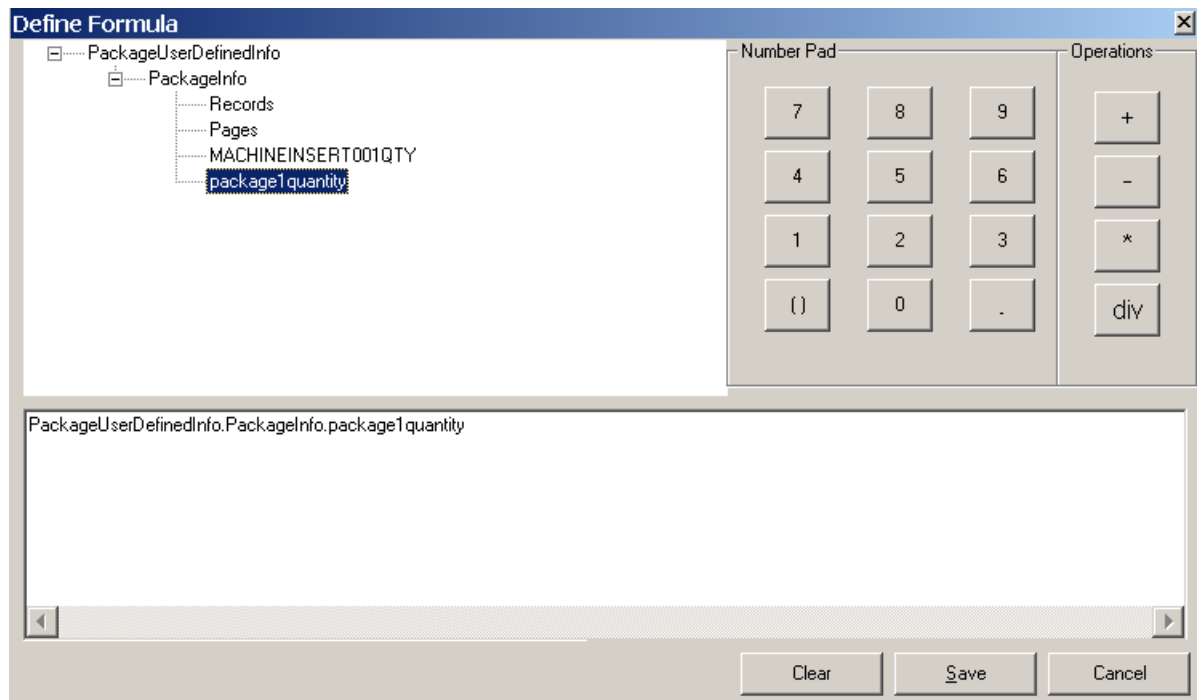 Define Formula
PackageUserDefinedInfo
PackageInfo
Records
Pages
MACHINEINSERT001QTY
package1quantity
Number Pad
7 8 9
4 5 6
1 2 3
( ) 0 .
Operations
+
-
*
div
PackageUserDefinedInfo.PackageInfo.package1quantity
Clear Save Cancel